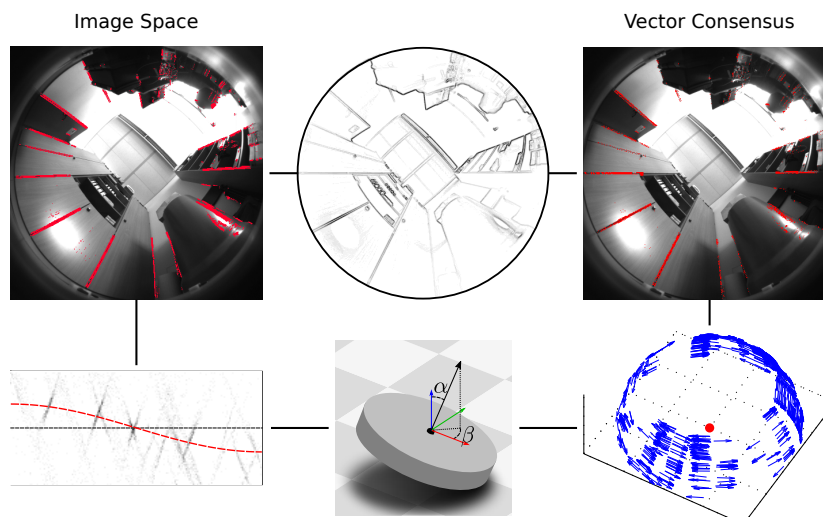 Image Space
Vector Consensus
α
β